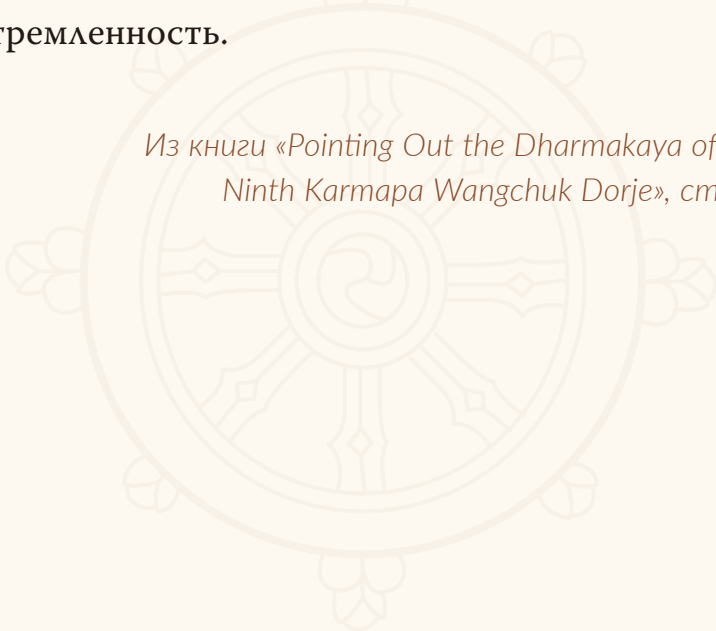 тремленность.
Из книги «Pointing Out the Dharmakaya of
Ninth Karmapa Wangchuk Dorje», ст